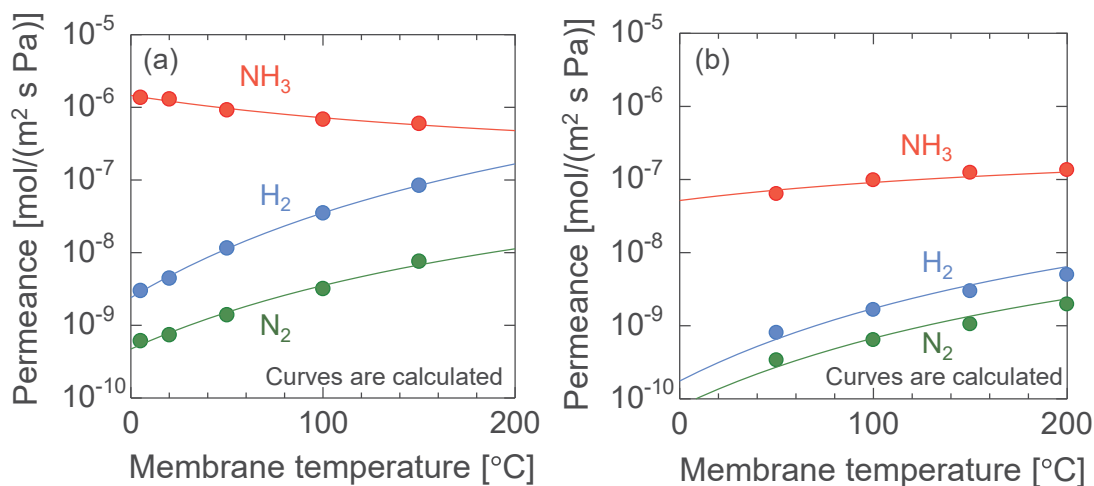 (a)
Permeance [mol/(m² s Pa)]
10⁻⁵
10⁻⁶
10⁻⁷
10⁻⁸
10⁻⁹
10⁻¹⁰
NH₃
H₂
N₂
Curves are calculated
0 100 200
Membrane temperature [°C]
(b)
Permeance [mol/(m² s Pa)]
10⁻⁵
10⁻⁶
10⁻⁷
10⁻⁸
10⁻⁹
10⁻¹⁰
NH₃
H₂
N₂
Curves are calculated
0 100 200
Membrane temperature [°C]